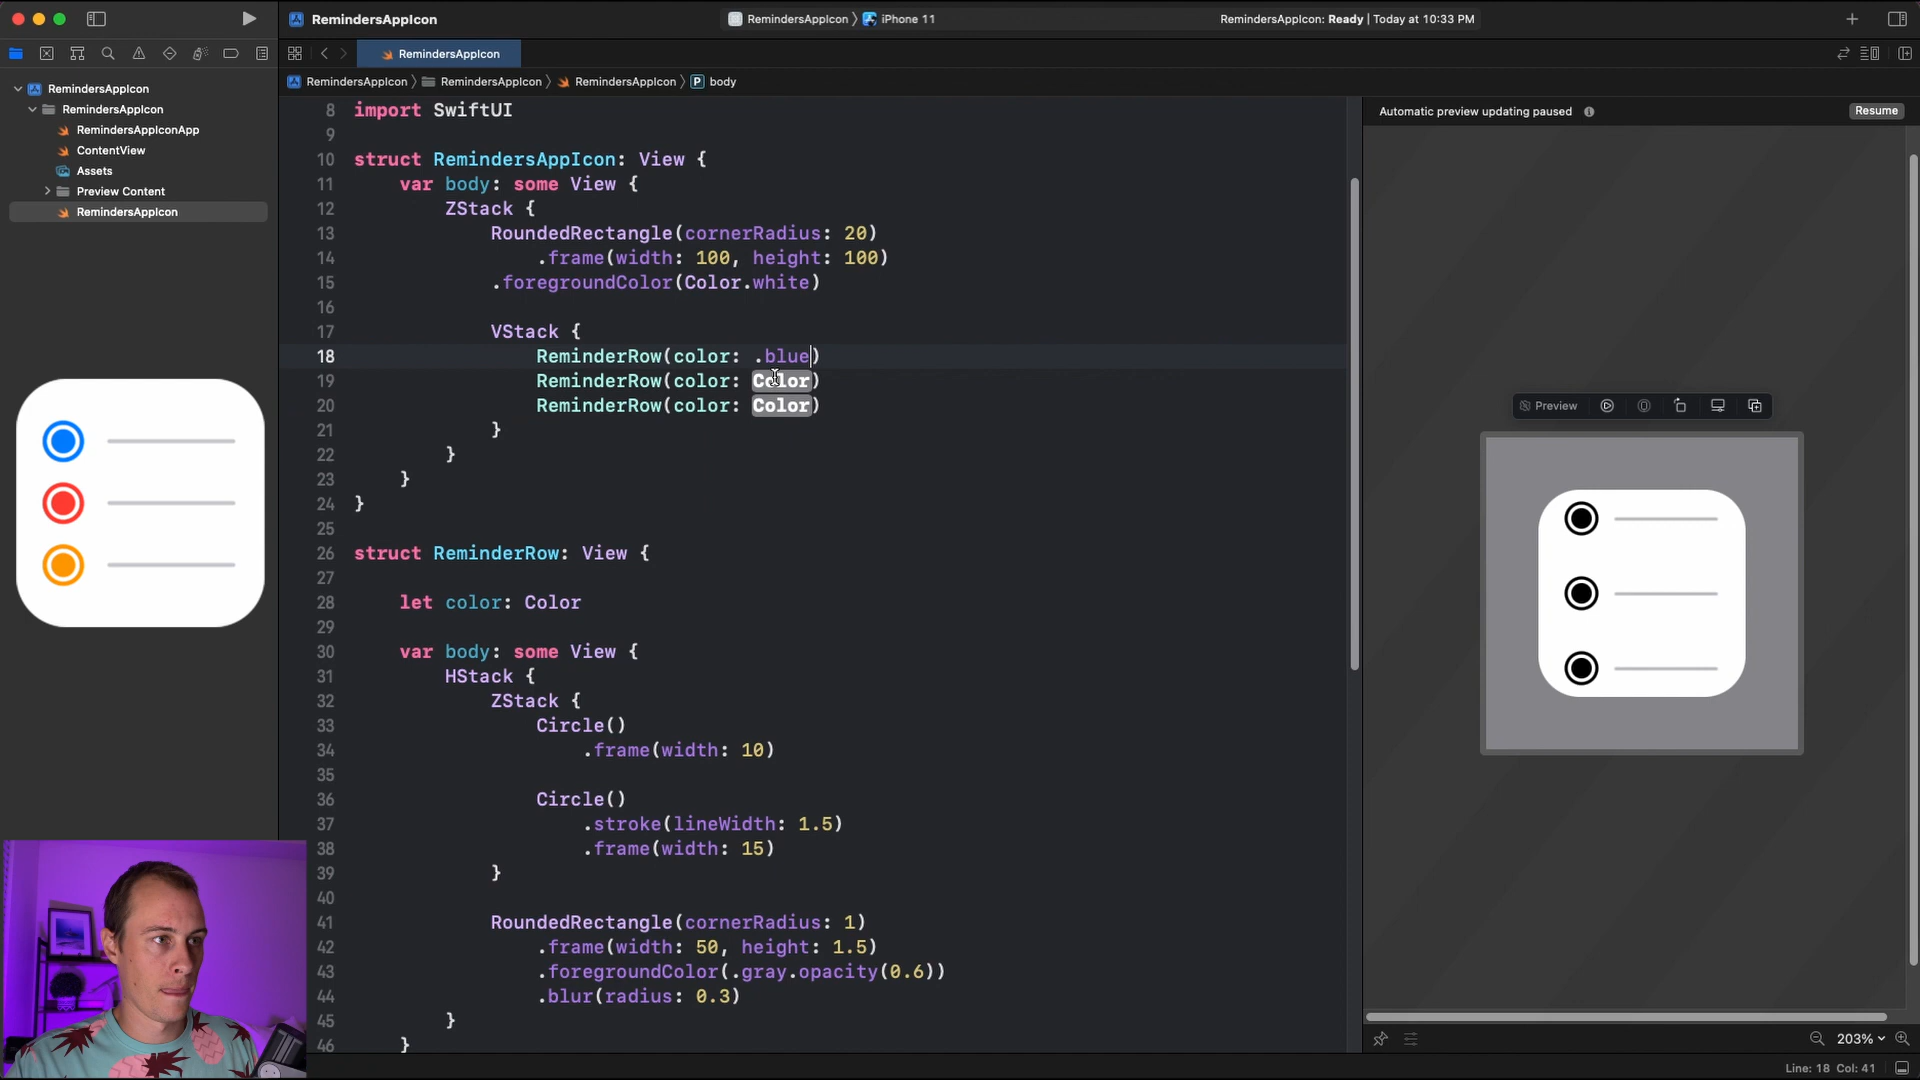 RemindersAppIcon
RemindersAppIcon 〉 iPhone 11
RemindersAppIcon: Ready | Today at 10:33 PM
RemindersAppIcon
RemindersAppIcon 〉 RemindersAppIcon 〉 RemindersAppIcon 〉 P body
RemindersAppIcon
RemindersAppIcon
RemindersAppIconApp
ContentView
Assets
Preview Content
RemindersAppIcon
8 import SwiftUI
9
10 struct RemindersAppIcon: View {
11 var body: some View {
12 ZStack {
13 RoundedRectangle(cornerRadius: 20)
14 .frame(width: 100, height: 100)
15 .foregroundColor(Color.white)
16
17 VStack {
18 ReminderRow(color: .blue)
19 ReminderRow(color: Color)
20 ReminderRow(color: Color)
21 }
22 }
23 }
24 }
25
26 struct ReminderRow: View {
27
28 let color: Color
29
30 var body: some View {
31 HStack {
32 ZStack {
33 Circle()
34 .frame(width: 10)
35
36 Circle()
37 .stroke(lineWidth: 1.5)
38 .frame(width: 15)
39 }
40
41 RoundedRectangle(cornerRadius: 1)
42 .frame(width: 50, height: 1.5)
43 .foregroundColor(.gray.opacity(0.6))
44 .blur(radius: 0.3)
45 }
46 }
Automatic preview updating paused
Resume
Preview
203%
Line: 18 Col: 41